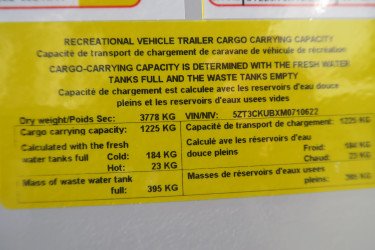 RECREATIONAL VEHICLE TRAILER CARGO CARRYING CAPACITY
Capacité de transport de chargement de caravane de véhicule de récréation
CARGO-CARRYING CAPACITY IS DETERMINED WITH THE FRESH WATER
TANKS FULL AND THE WASTE TANKS EMPTY
Capacité de chargement est calculee avec les reservoirs d'eau douce
pleins et les reservoirs d'eaux usees vides
Dry weight/Poids Sec: 3778 KG VIN/NIV: 5ZT3CKUBXM0710622
Cargo carrying capacity: 1225 KG Capacité de transport de chargement: 1225 KG
Calculated with the fresh Calculé ave les réservoirs d'eau
water tanks full Cold: 184 KG douce pleins Froid: 184 KG
Hot: 23 KG Chaud: 23 KG
Mass of waste water tank Masses de réservoirs d'eaux usées
full: 395 KG pleins: 395 KG